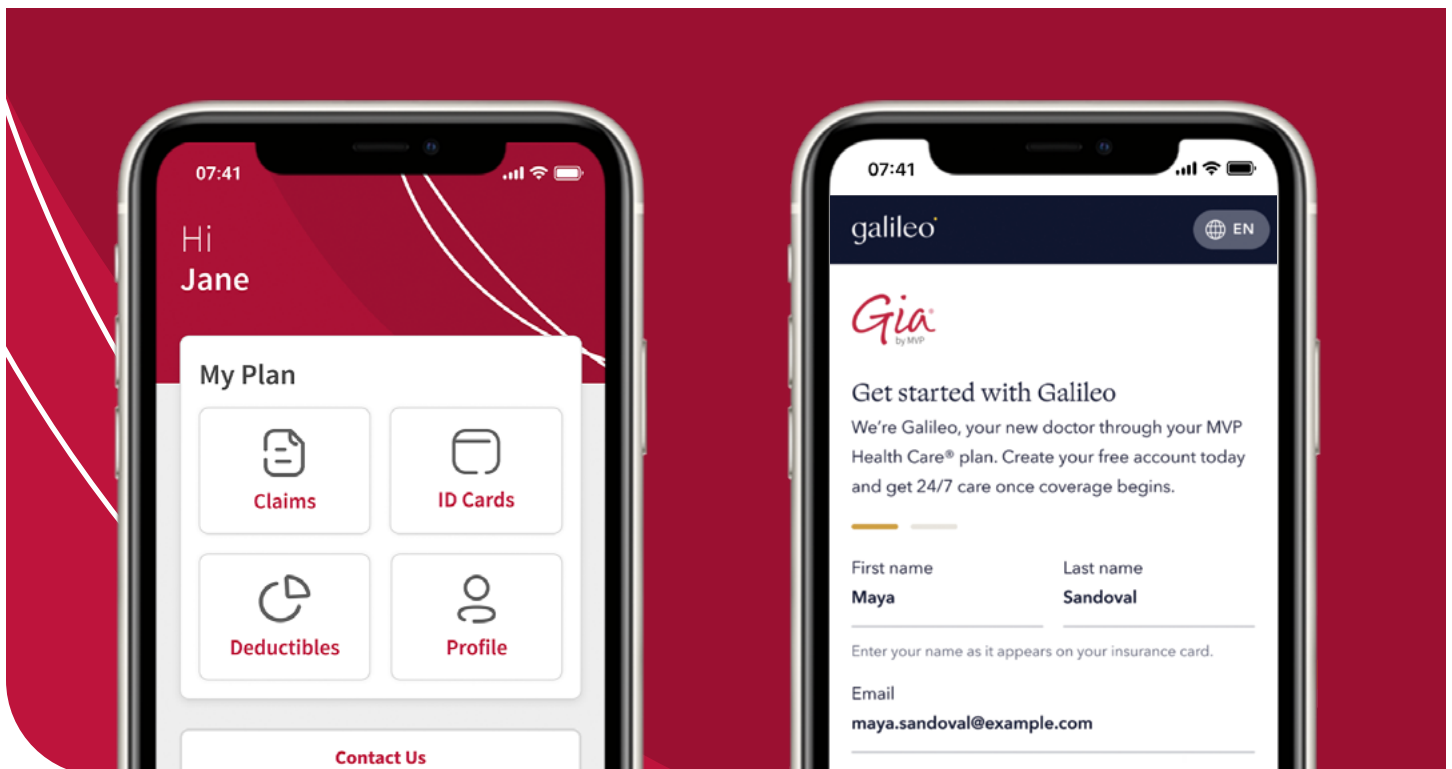 07:41
Hi
Jane
My Plan
Claims
ID Cards
Deductibles
Profile
Contact Us
07:41
galileo
EN
Gia®
by MVP
Get started with Galileo
We’re Galileo, your new doctor through your MVP
Health Care® plan. Create your free account today
and get 24/7 care once coverage begins.
First name
Last name
Maya
Sandoval
Enter your name as it appears on your insurance card.
Email
maya.sandoval@example.com